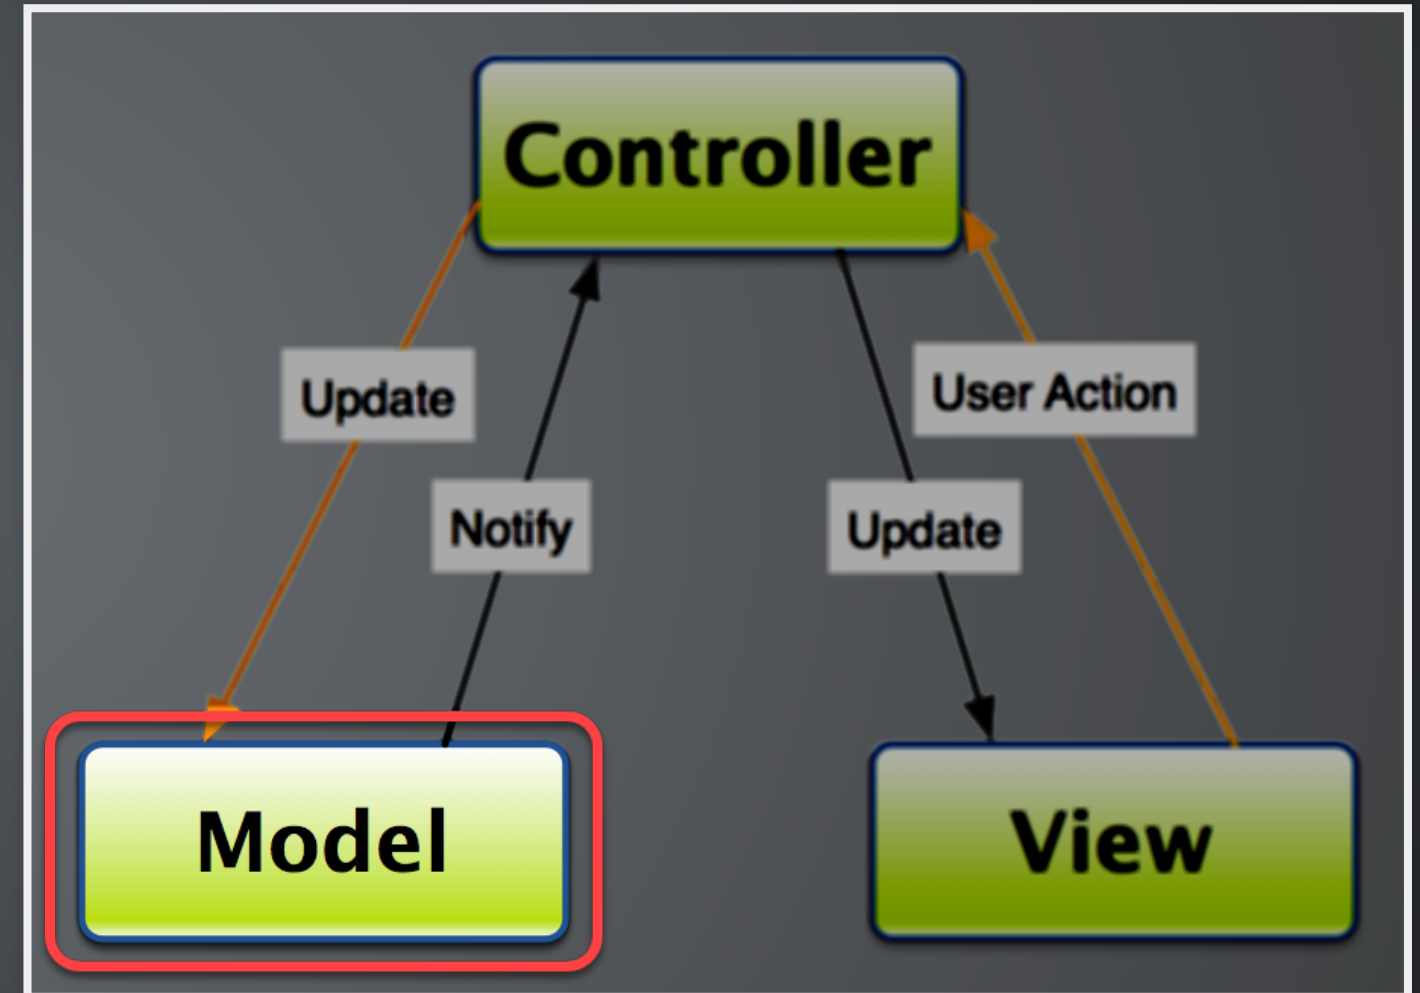 Controller
Update
User Action
Notify
Update
Model
View